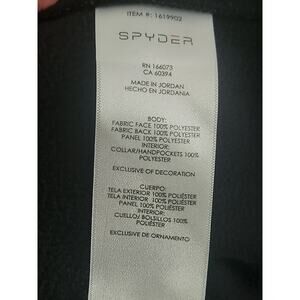 ITEM #: 1619902
SPYDER
RN 166073
CA 60394
MADE IN JORDAN
HECHO EN JORDANIA
BODY:
FABRIC FACE 100% POLYESTER
FABRIC BACK 100% POLYESTER
PANEL 100% POLYESTER
INTERIOR:
COLLAR/HANDPOCKETS 100%
POLYESTER
EXCLUSIVE OF DECORATION
CUERPO:
TELA EXTERIOR 100% POLIÉSTER
TELA INTERIOR 100% POLIÉSTER
PANEL 100% POLIÉSTER
INTERIOR:
CUELLO/ BOLSILLOS 100%
POLIÉSTER
EXCLUSIVE DE ORNAMENTO